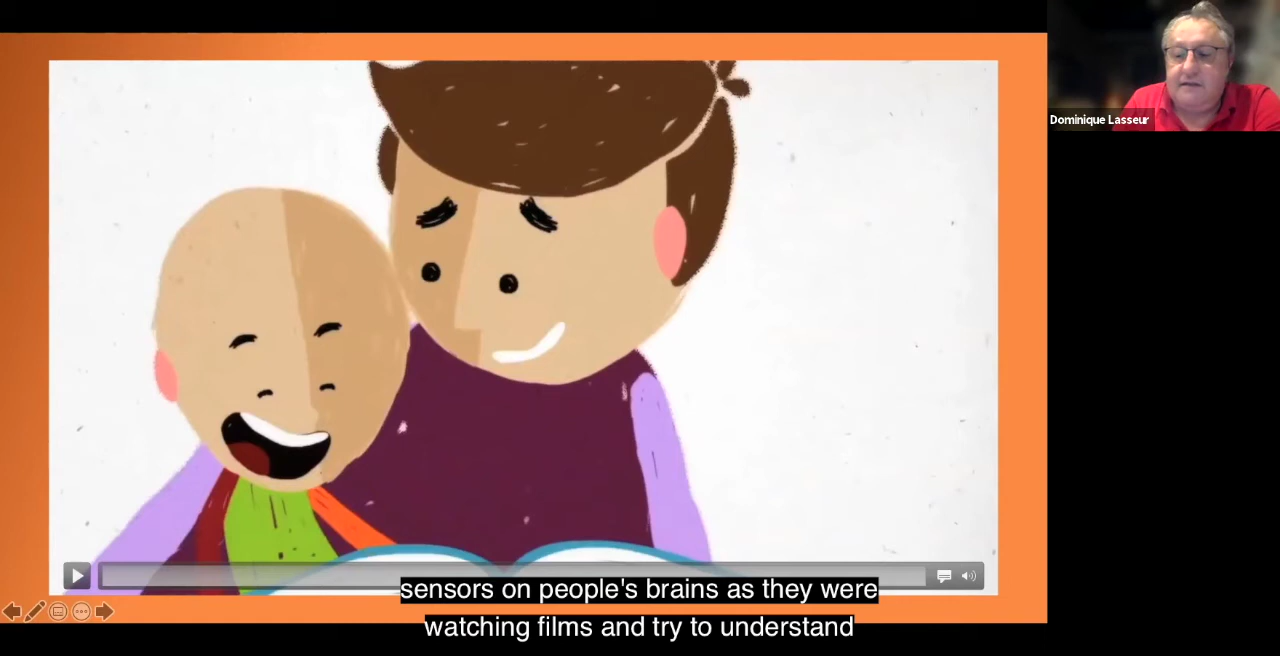 Dominique Lasseur
sensors on people's brains as they were
watching films and try to understand